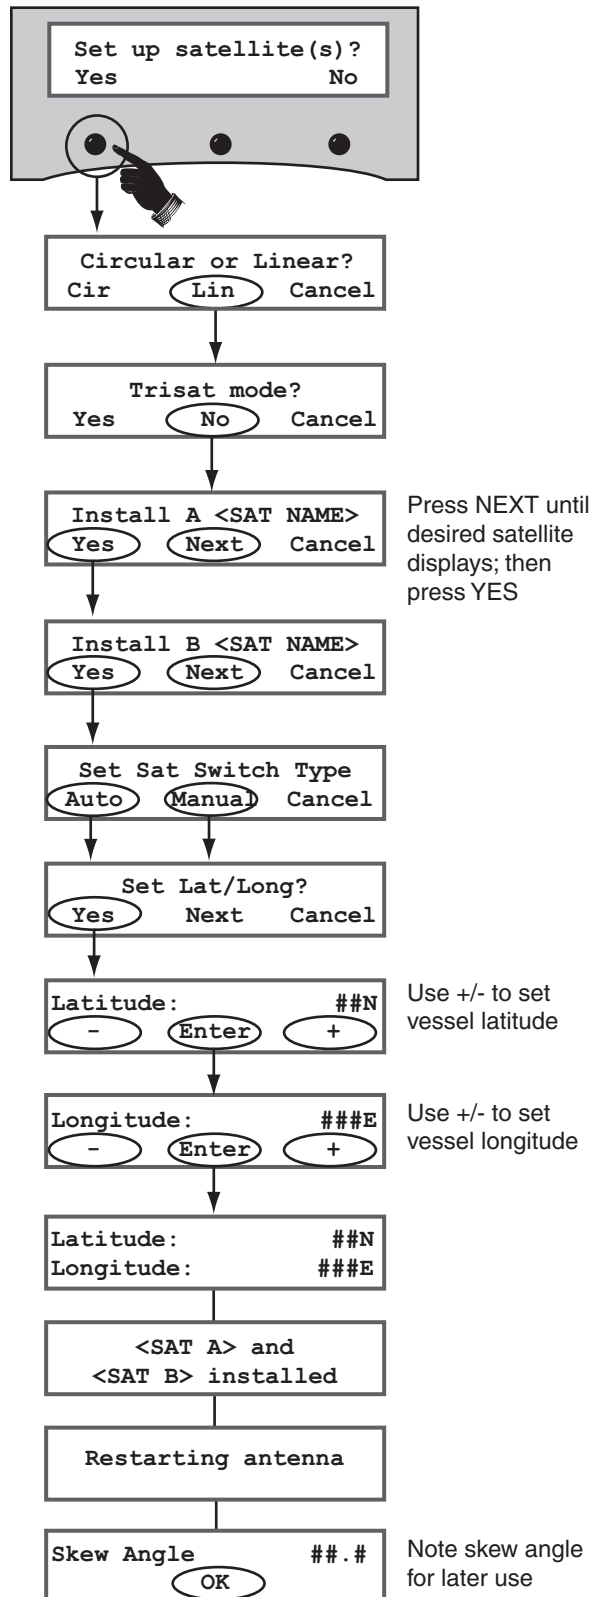 Set up satellite(s)?
Yes No
Circular or Linear?
Cir Lin Cancel
Trisat mode?
Yes No Cancel
Install A <SAT NAME>
Yes Next Cancel
Press NEXT until
desired satellite
displays; then
press YES
Install B <SAT NAME>
Yes Next Cancel
Set Sat Switch Type
Auto Manual Cancel
Set Lat/Long?
Yes Next Cancel
Latitude: ##N
- Enter +
Use +/- to set
vessel latitude
Longitude: ###E
- Enter +
Use +/- to set
vessel longitude
Latitude: ##N
Longitude: ###E
<SAT A> and
<SAT B> installed
Restarting antenna
Skew Angle ##.#
OK
Note skew angle
for later use